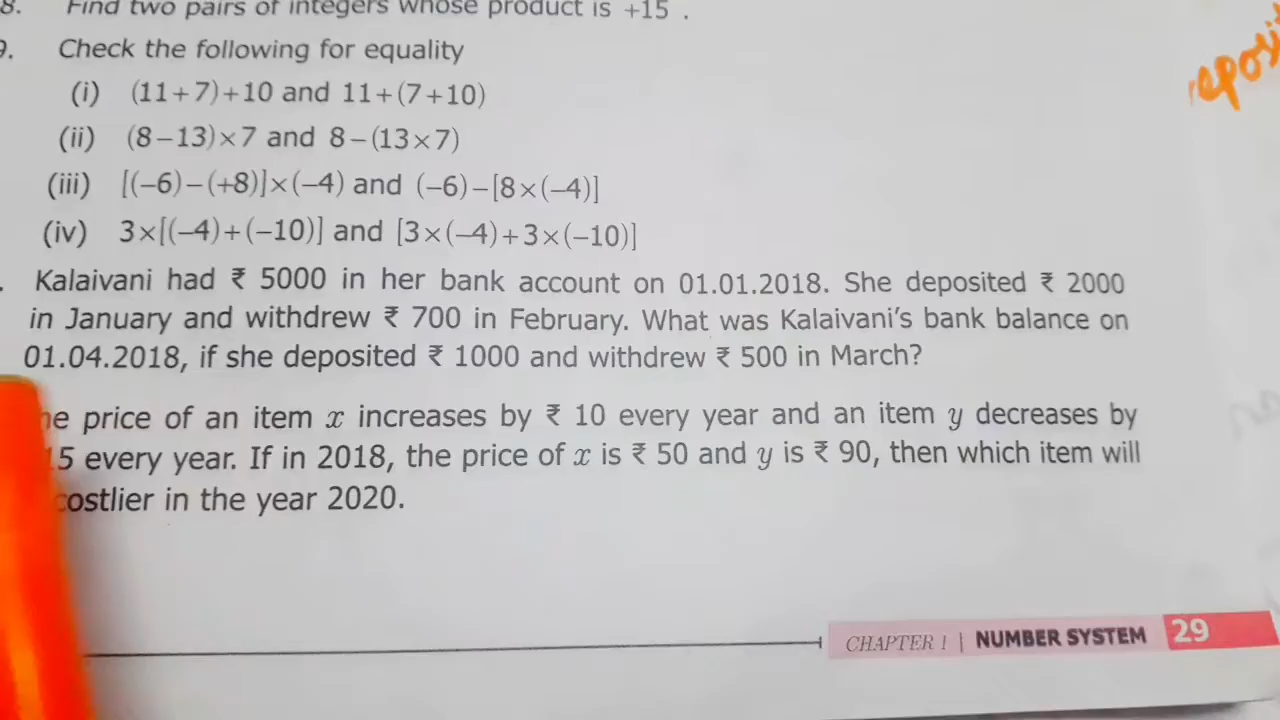 8. Find two pairs of integers whose product is +15 .
9. Check the following for equality
(i) (11+7)+10 and 11+(7+10)
(ii) (8−13)×7 and 8−(13×7)
(iii) [(−6)−(+8)]×(−4) and (−6)−[8×(−4)]
(iv) 3×[(−4)+(−10)] and [3×(−4)+3×(−10)]
Kalaivani had ₹ 5000 in her bank account on 01.01.2018. She deposited ₹ 2000
in January and withdrew ₹ 700 in February. What was Kalaivani's bank balance on
01.04.2018, if she deposited ₹ 1000 and withdrew ₹ 500 in March?
price of an item x increases by ₹ 10 every year and an item y decreases by
15 every year. If in 2018, the price of x is ₹ 50 and y is ₹ 90, then which item will
costlier in the year 2020.
CHAPTER 1 | NUMBER SYSTEM 29